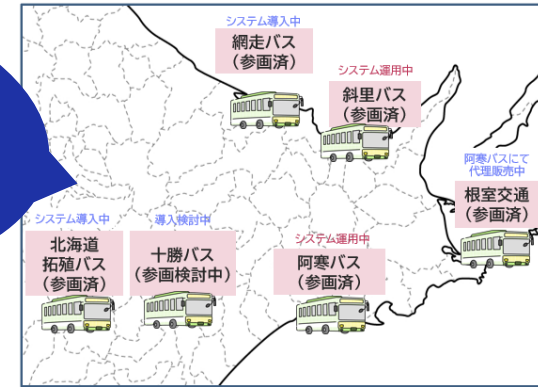 システム導入中
網走バス
(参画済)
システム運用中
斜里バス
(参画済)
阿寒バスにて
代理販売中
根室交通
(参画済)
システム導入中
北海道
拓殖バス
(参画済)
導入検討中
十勝バス
(参画検討中)
システム運用中
阿寒バス
(参画済)